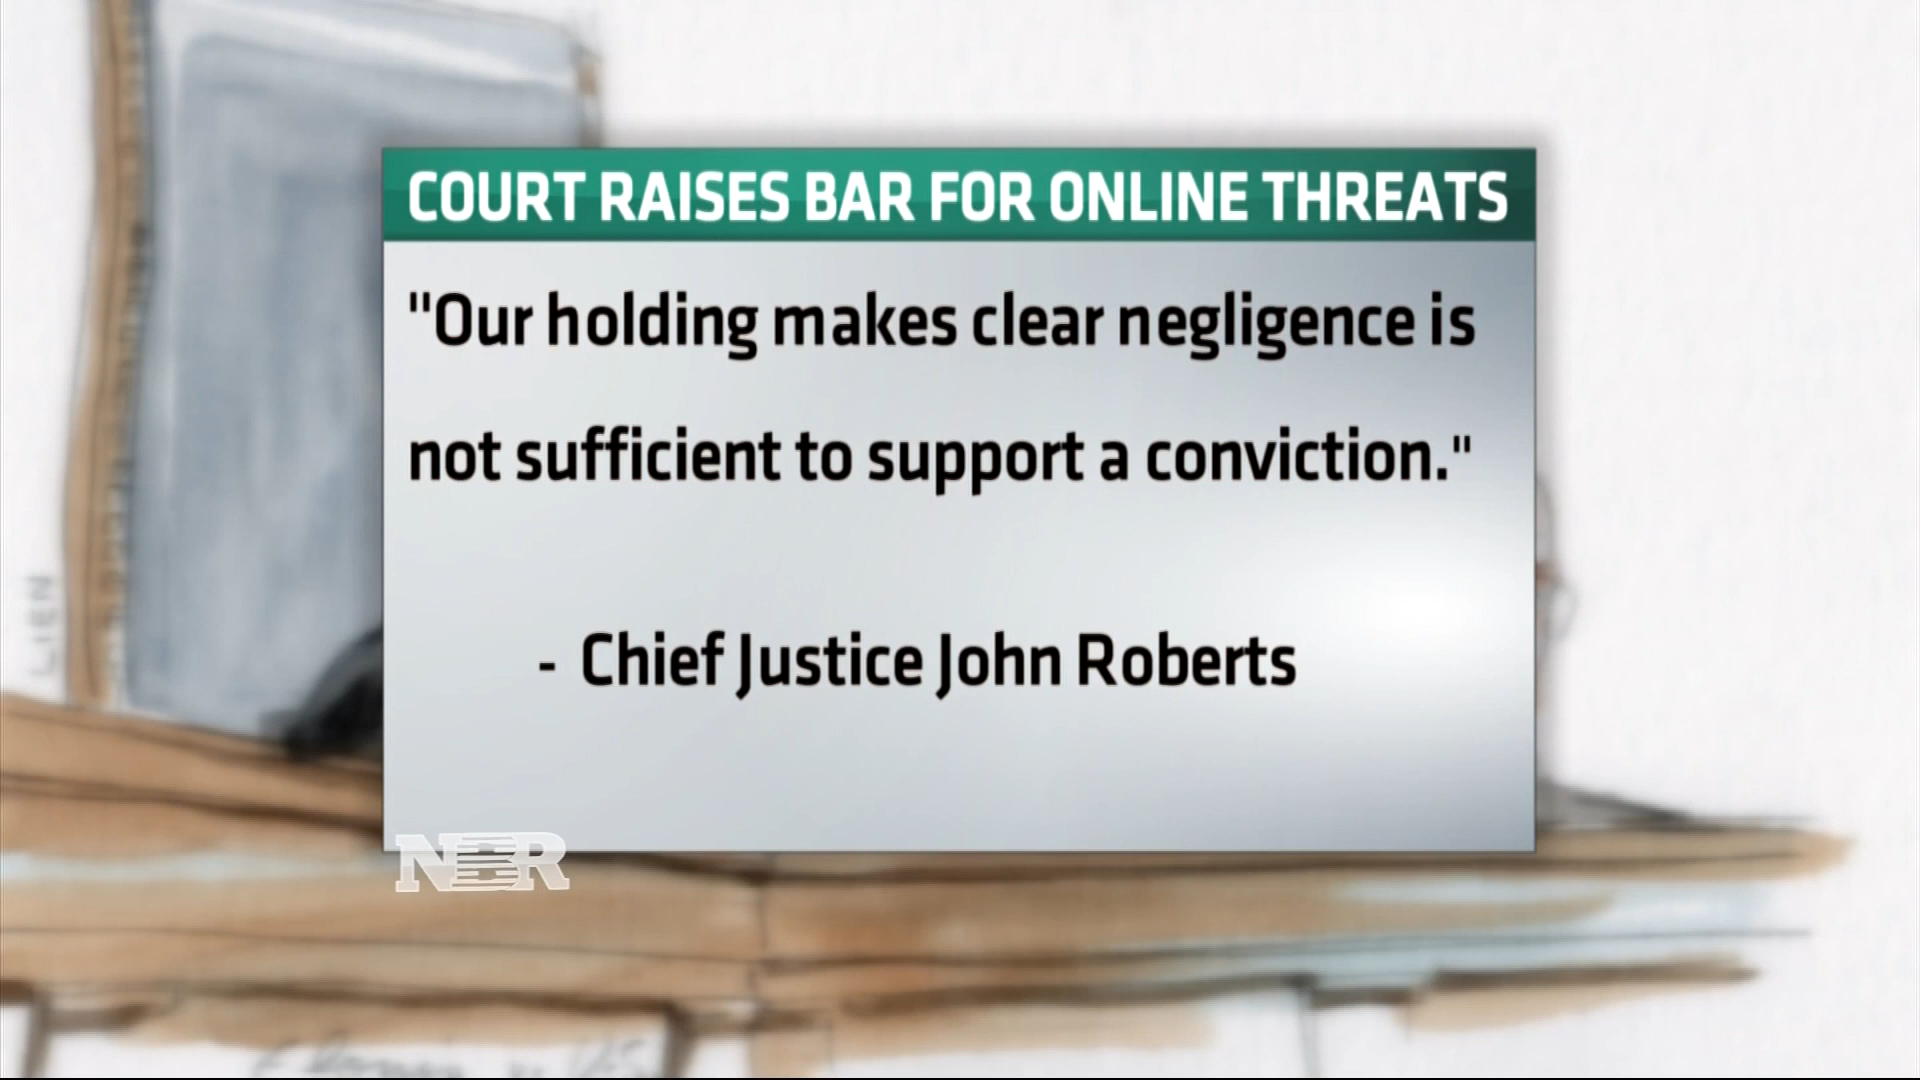 COURT RAISES BAR FOR ONLINE THREATS
"Our holding makes clear negligence is
not sufficient to support a conviction."
- Chief Justice John Roberts
NBR